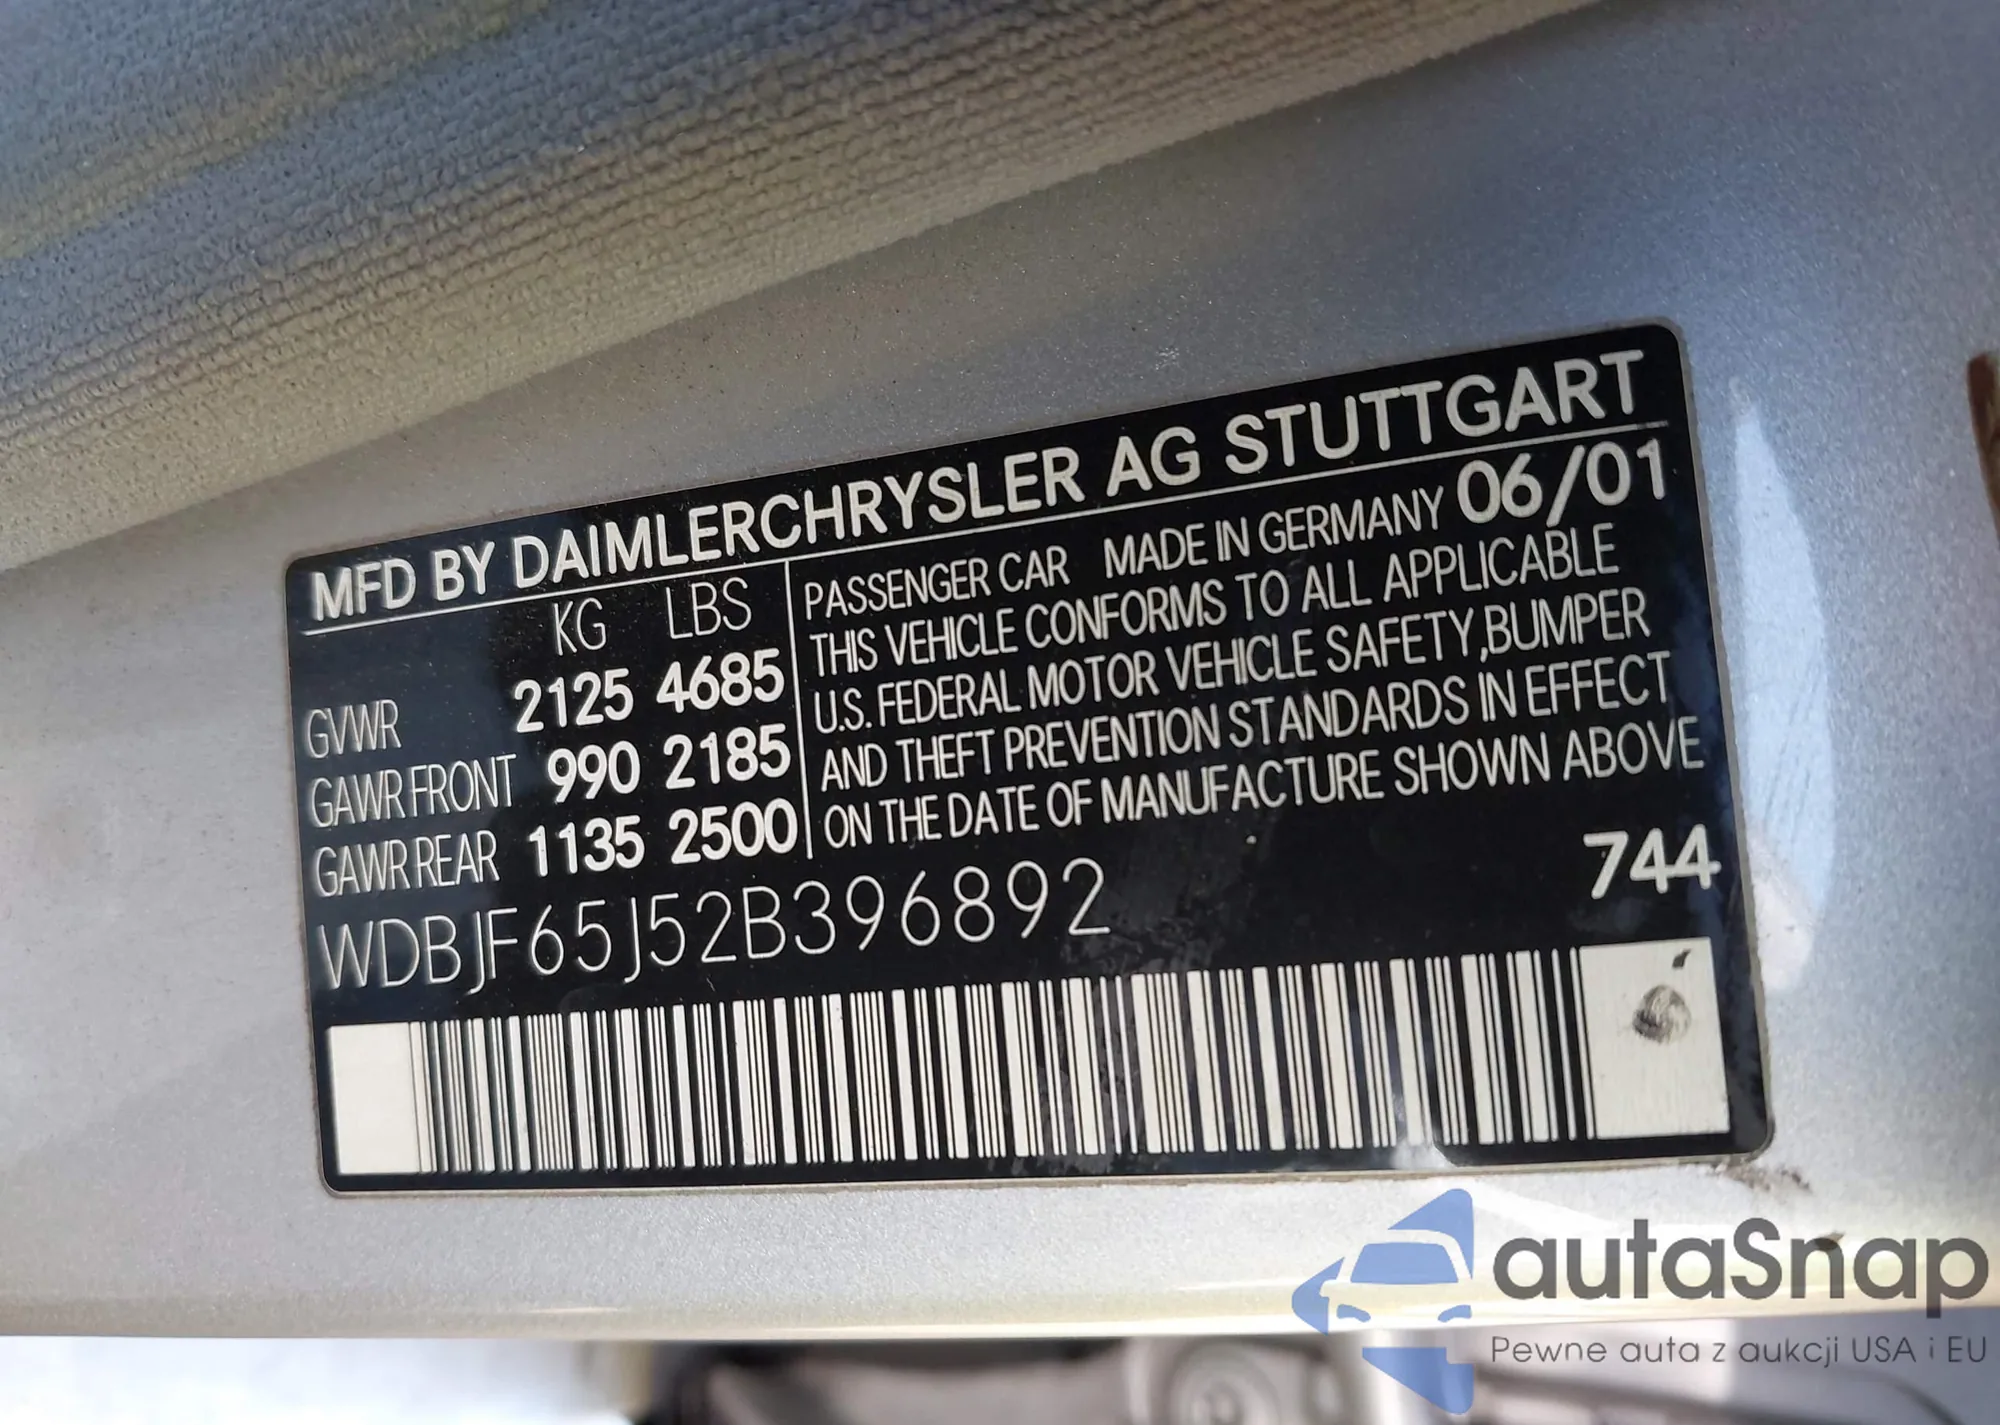 MFD BY DAIMLERCHRYSLER AG STUTTGART
KG LBS
GVWR 2125 4685
GAWR FRONT 990 2185
GAWR REAR 1135 2500
PASSENGER CAR MADE IN GERMANY 06/01
THIS VEHICLE CONFORMS TO ALL APPLICABLE
U.S. FEDERAL MOTOR VEHICLE SAFETY, BUMPER
AND THEFT PREVENTION STANDARDS IN EFFECT
ON THE DATE OF MANUFACTURE SHOWN ABOVE
WDBJF65J52B396892
744
autaSnap
Pewne auta z aukcji USA i EU